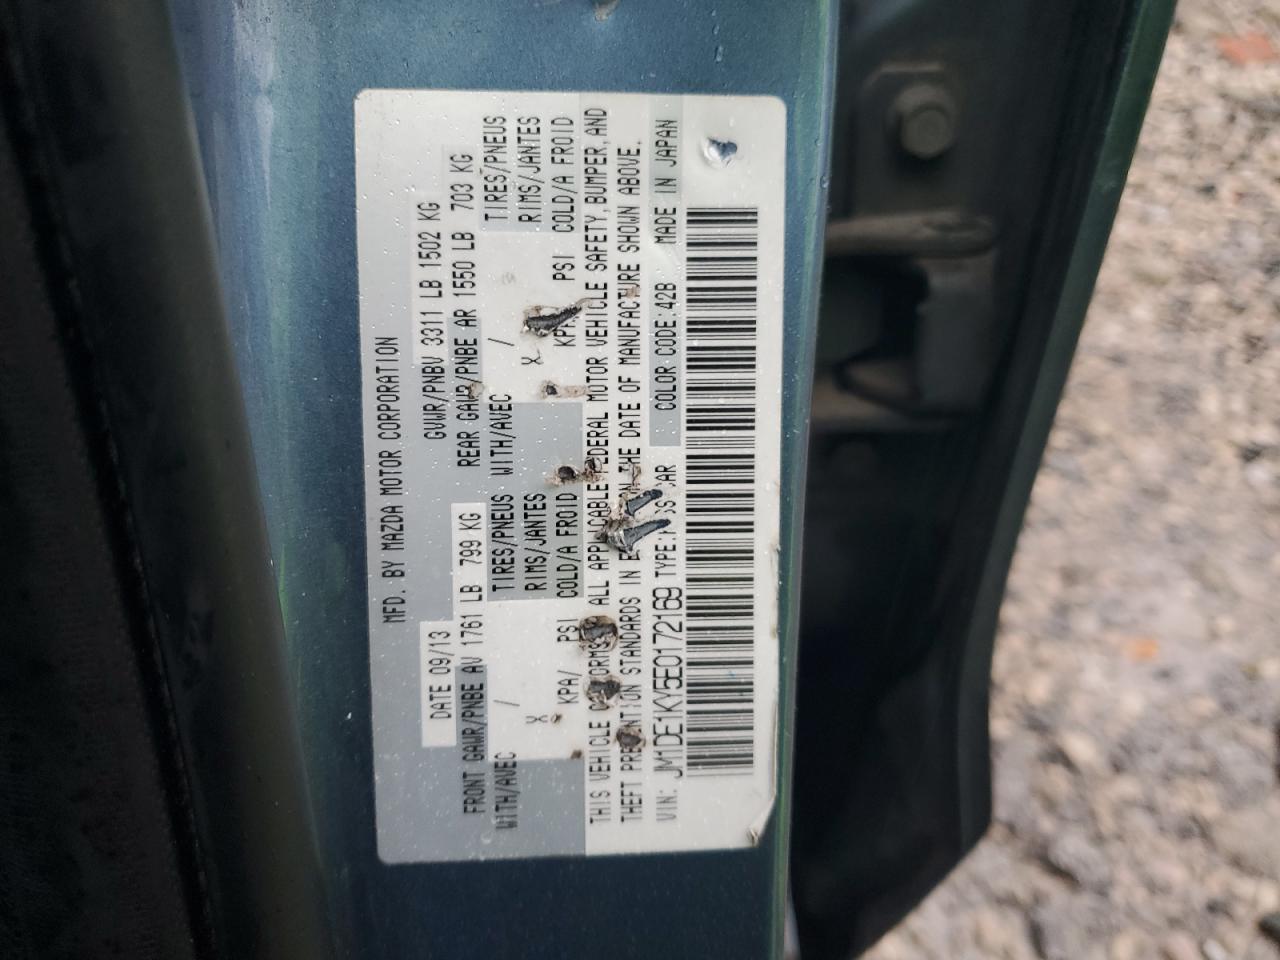 MFD. BY MAZDA MOTOR CORPORATION
DATE 09/13 GVWR/PNBV 3311 LB 1502 KG
FRONT GAWR/PNBE AV 1761 LB 799 KG REAR GAWR/PNBE AR 1550 LB 703 KG
WITH/AVEC / TIRES/PNEUS WITH/AVEC / TIRES/PNEUS
X RIMS/JANTES X RIMS/JANTES
KPA/ PSI COLD/A FROID PSI COLD/A FROID
THIS VEHICLE ALL APPLICABLE FEDERAL MOTOR VEHICLE SAFETY, BUMPER, AND
THEFT PREVENTION STANDARDS IN THE DATE OF MANUFACTURE SHOWN ABOVE.
VIN: JM1DE1KY5E0172169 TYPE: COLOR CODE:42B MADE IN JAPAN